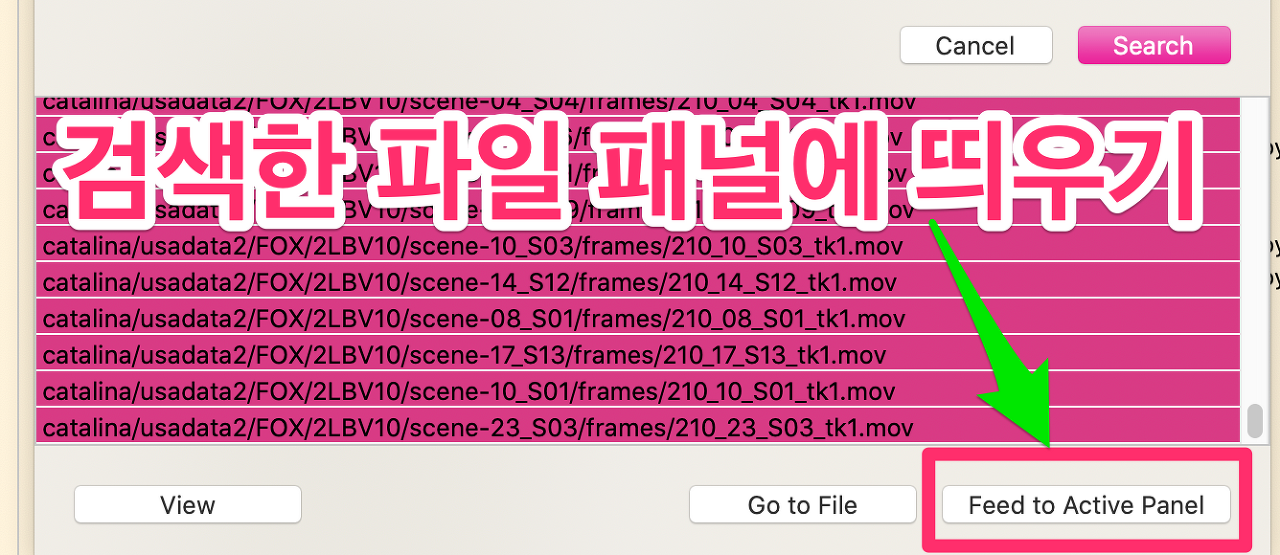 Cancel
Search
catalina/usadata2/FOX/2LBV10/scene-04_S04/frames/210_04_S04_tk1.mov
검색한 파일 패널에 띄우기
catalina/usadata2/FOX/2LBV10/scene-10_S03/frames/210_10_S03_tk1.mov
catalina/usadata2/FOX/2LBV10/scene-14_S12/frames/210_14_S12_tk1.mov
catalina/usadata2/FOX/2LBV10/scene-08_S01/frames/210_08_S01_tk1.mov
catalina/usadata2/FOX/2LBV10/scene-17_S13/frames/210_17_S13_tk1.mov
catalina/usadata2/FOX/2LBV10/scene-10_S01/frames/210_10_S01_tk1.mov
catalina/usadata2/FOX/2LBV10/scene-23_S03/frames/210_23_S03_tk1.mov
View
Go to File
Feed to Active Panel